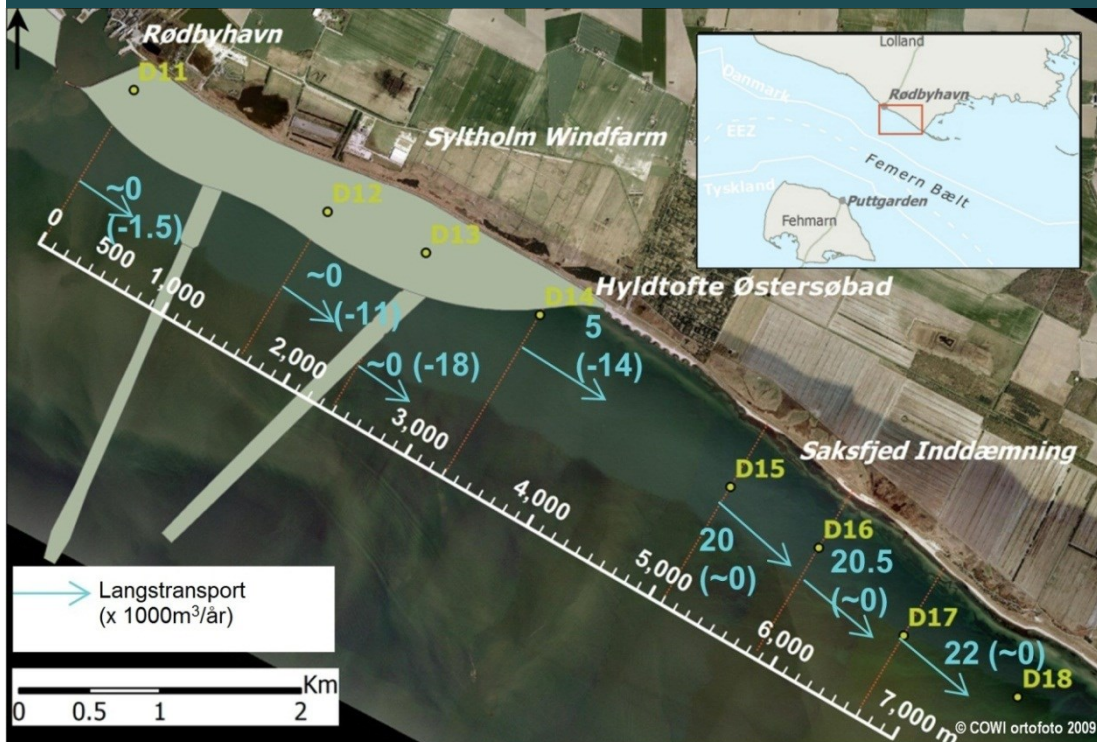 Rødbyhavn
D11
Syltholm Windfarm
D12
D13
D14
Hyldtofte Østersøbad
Saksfjed Inddæmning
D15
D16
D17
D18
~0
(-1.5)
~0
(-11)
~0 (-18)
5
(-14)
20
(~0)
20.5
(~0)
22 (~0)
0
500
1,000
2,000
3,000
4,000
5,000
6,000
7,000 m
Lolland
Danmark
Rødbyhavn
EEZ
Femern Bælt
Tyskland
Puttgarden
Fehmarn
Langstransport
(x 1000m³/år)
Km
0 0.5 1 2
© COWI ortofoto 2009